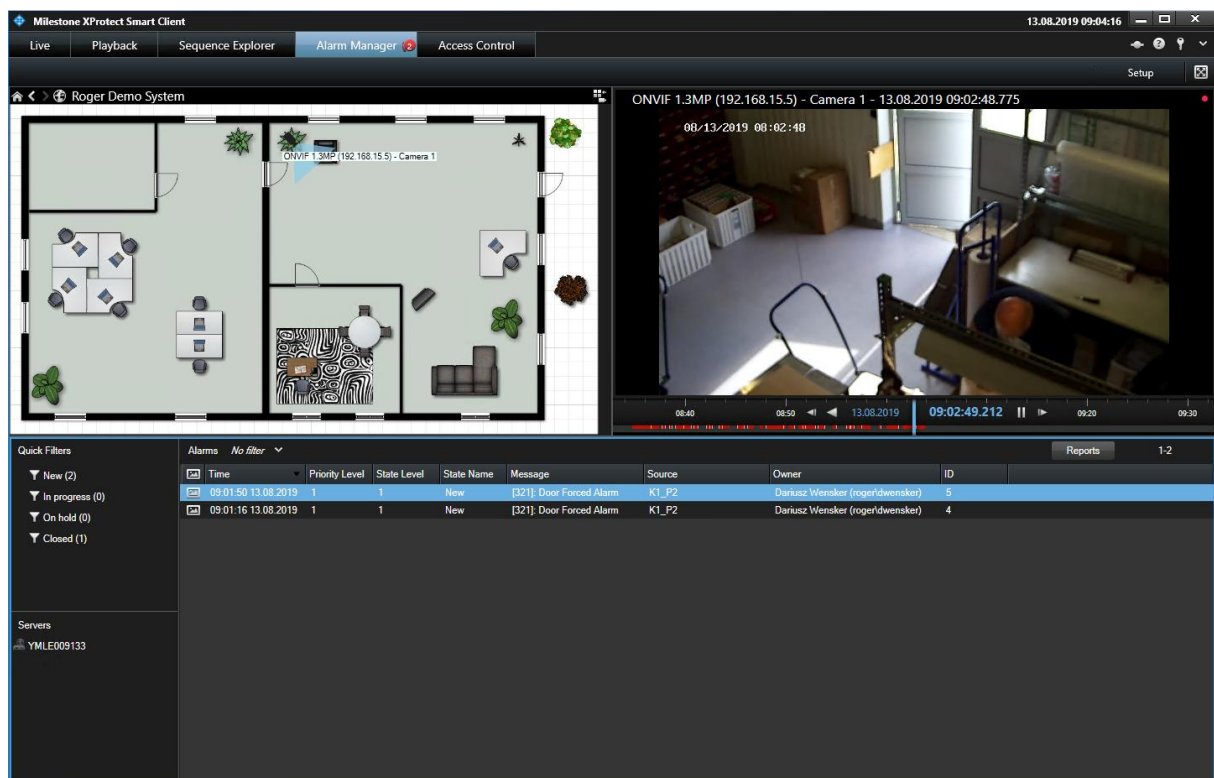 Milestone XProtect Smart Client
13.08.2019 09:04:16
Live Playback Sequence Explorer Alarm Manager 2 Access Control
Setup
Roger Demo System
ONVIF 1.3MP (192.168.15.5) - Camera 1
ONVIF 1.3MP (192.168.15.5) - Camera 1 - 13.08.2019 09:02:48.775
08/13/2019 08:02:48
08:40 08:50 13.08.2019 09:02:49.212 09:20 09:30
Quick Filters
New (2)
In progress (0)
On hold (0)
Closed (1)
Servers
YMLE009133
Alarms No filter Reports 1-2
Time Priority Level State Level State Name Message Source Owner ID
09:01:50 13.08.2019 1 1 New [321]: Door Forced Alarm K1_P2 Dariusz Wensker (roger\dwensker) 5
09:01:16 13.08.2019 1 1 New [321]: Door Forced Alarm K1_P2 Dariusz Wensker (roger\dwensker) 4